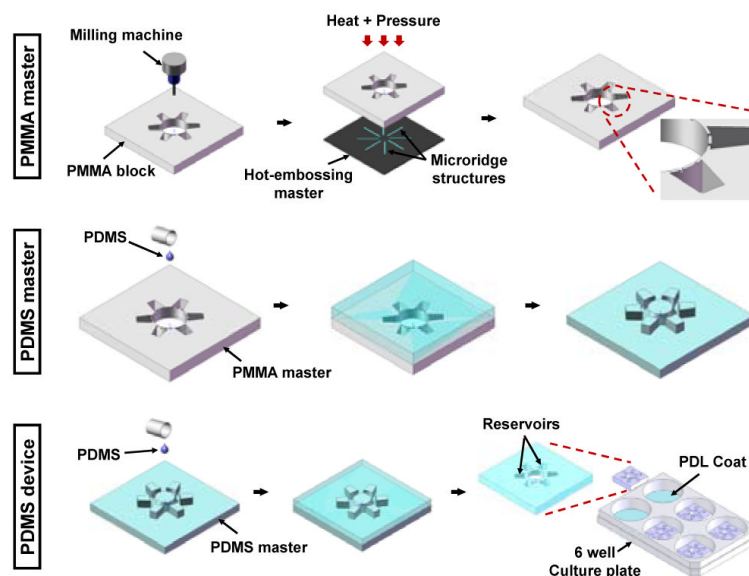 PMMA master
Milling machine
PMMA block
Heat + Pressure
Hot-embossing
master
Microridge
structures
PDMS master
PDMS
PMMA master
PDMS device
PDMS
PDMS master
Reservoirs
PDL Coat
6 well
Culture plate